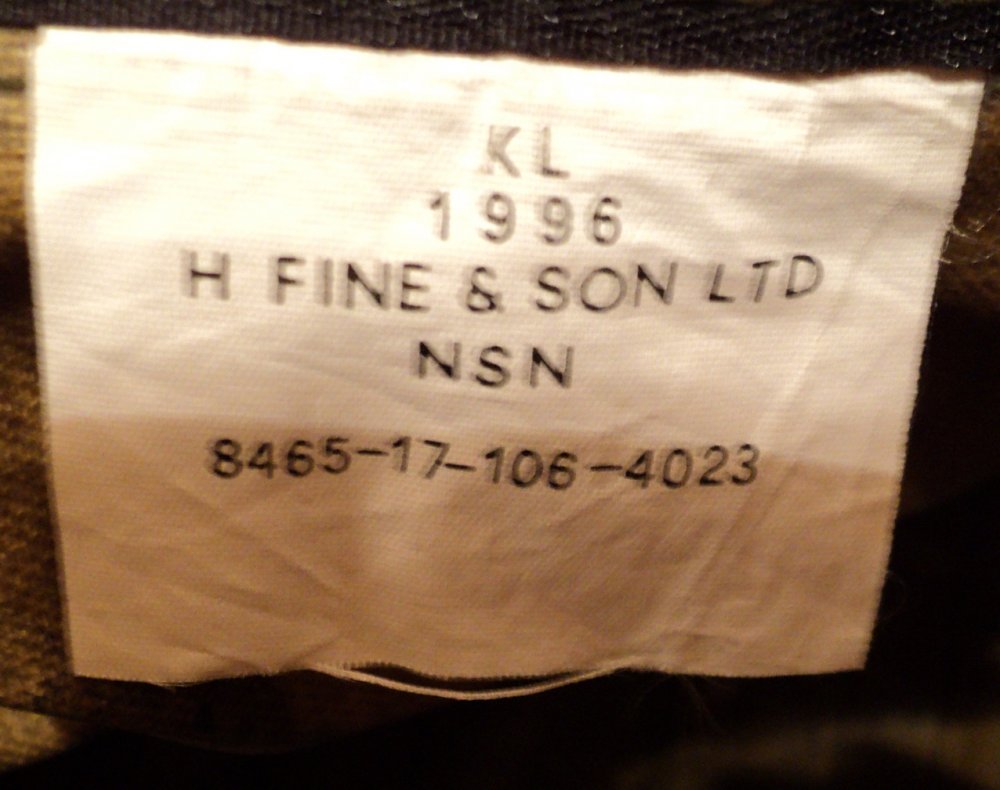 KL
1996
H FINE & SON LTD
NSN
8465-17-106-4023